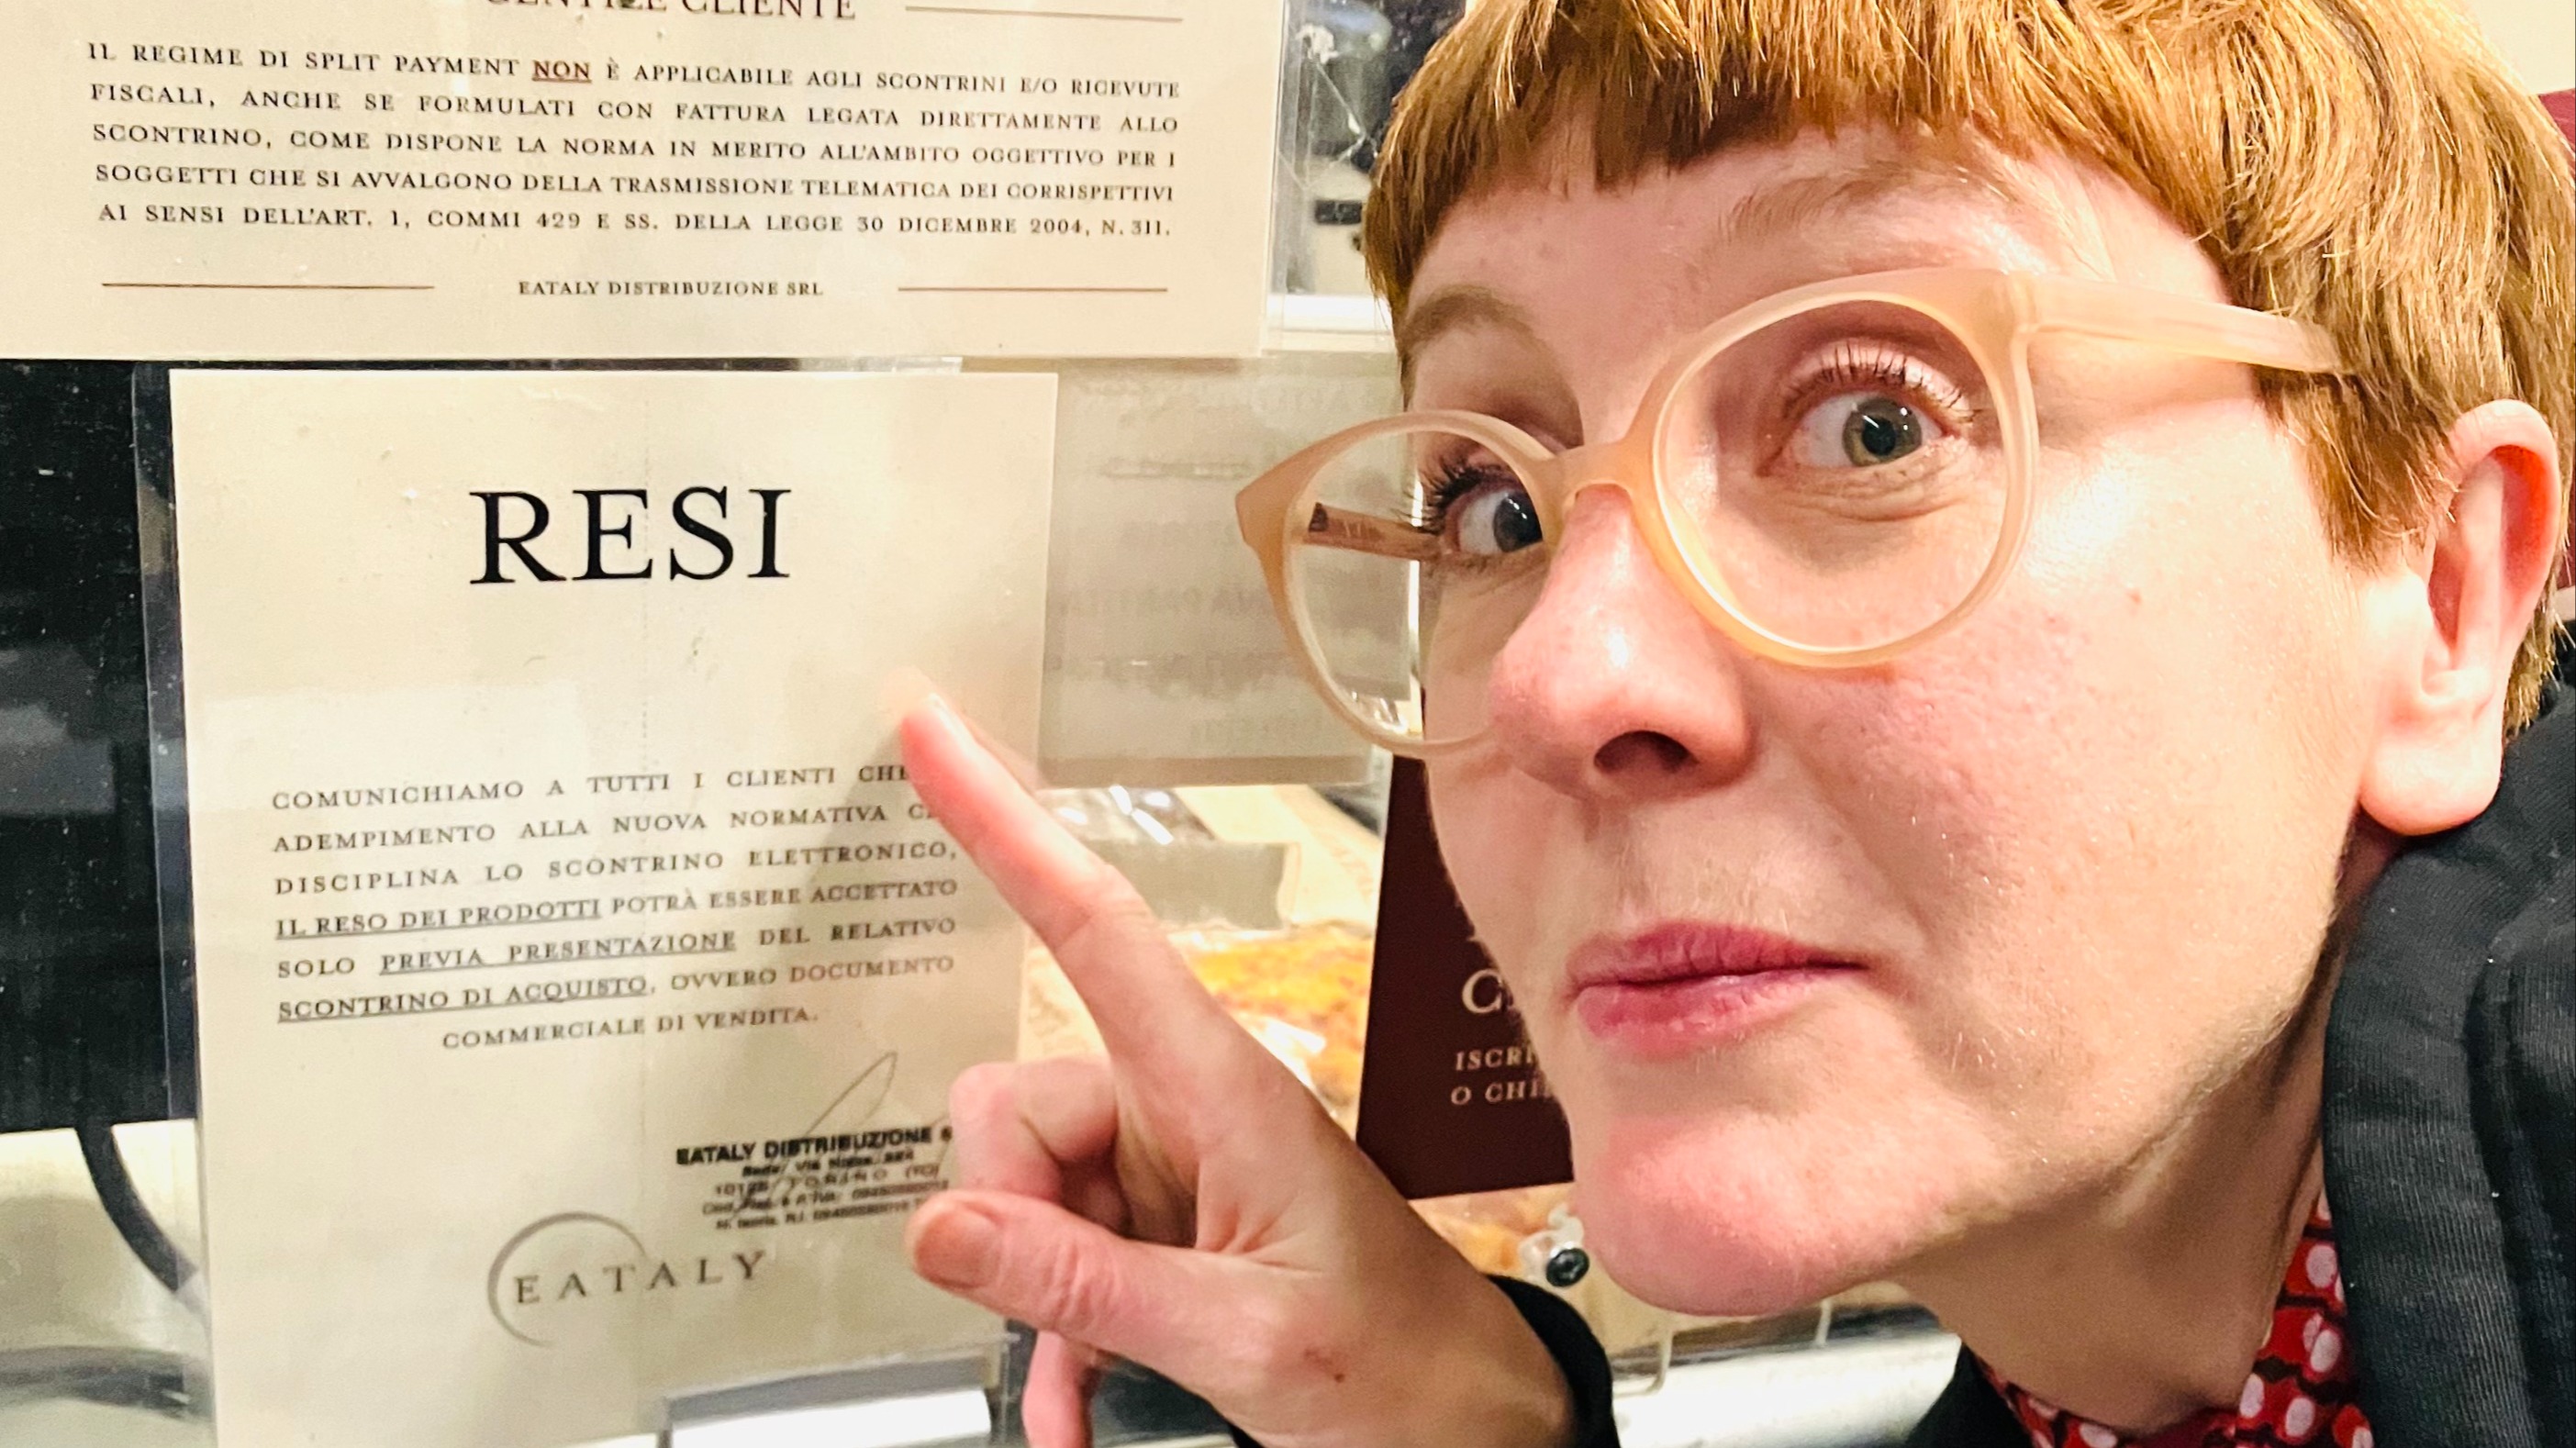 GENTILE CLIENTE
IL REGIME DI SPLIT PAYMENT NON È APPLICABILE AGLI SCONTRINI E/O RICEVUTE
FISCALI, ANCHE SE FORMULATI CON FATTURA LEGATA DIRETTAMENTE ALLO
SCONTRINO, COME DISPONE LA NORMA IN MERITO ALL'AMBITO OGGETTIVO PER I
SOGGETTI CHE SI AVVALGONO DELLA TRASMISSIONE TELEMATICA DEI CORRISPETTIVI
AI SENSI DELL'ART. 1, COMMI 429 E SS. DELLA LEGGE 30 DICEMBRE 2004, N. 311.
EATALY DISTRIBUZIONE SRL
RESI
COMUNICHIAMO A TUTTI I CLIENTI CHE
ADEMPIMENTO ALLA NUOVA NORMATIVA
DISCIPLINA LO SCONTRINO ELETTRONICO,
IL RESO DEI PRODOTTI POTRÀ ESSERE ACCETTATO
SOLO PREVIA PRESENTAZIONE DEL RELATIVO
SCONTRINO DI ACQUISTO, OVVERO DOCUMENTO
COMMERCIALE DI VENDITA.
EATALY DISTRIBUZIONE
TORINO (TO)
EATALY
O